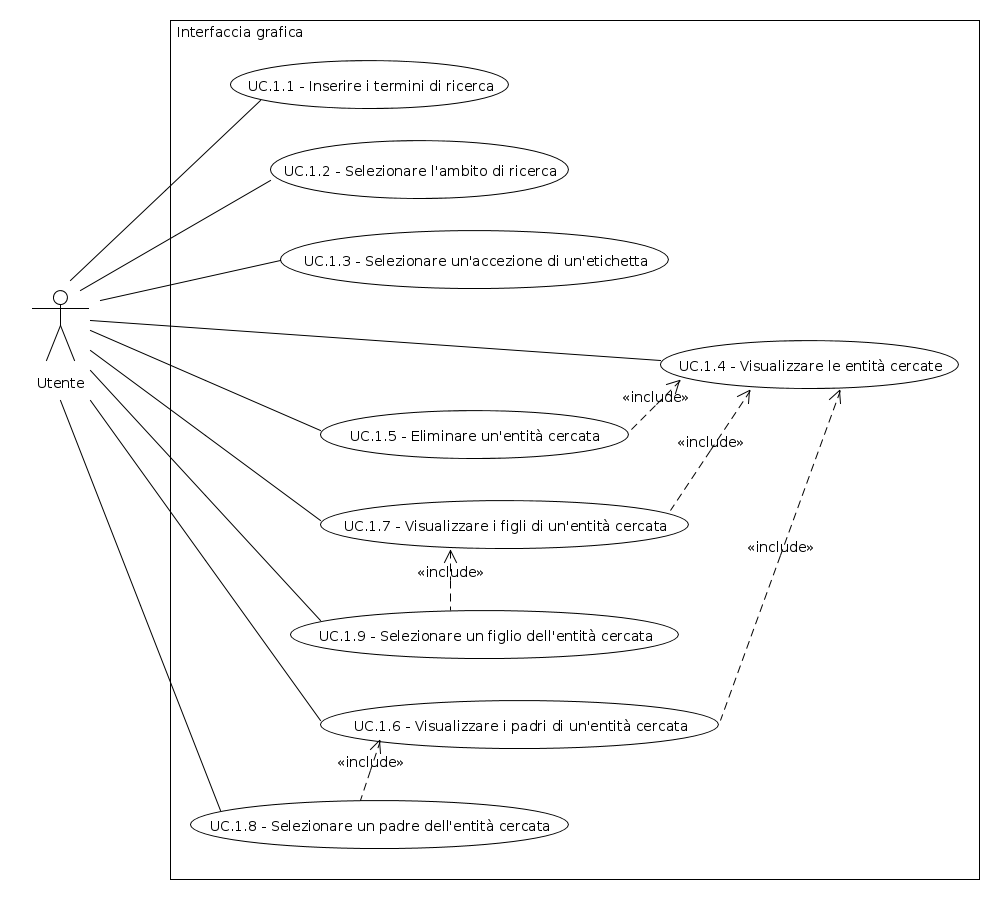 Interfaccia grafica
UC.1.1 - Inserire i termini di ricerca
UC.1.2 - Selezionare l'ambito di ricerca
UC.1.3 - Selezionare un'accezione di un'etichetta
UC.1.4 - Visualizzare le entità cercate
Utente
«include»
UC.1.5 - Eliminare un'entità cercata
«include»
UC.1.7 - Visualizzare i figli di un'entità cercata
«include»
«include»
UC.1.9 - Selezionare un figlio dell'entità cercata
UC.1.6 - Visualizzare i padri di un'entità cercata
«include»
UC.1.8 - Selezionare un padre dell'entità cercata